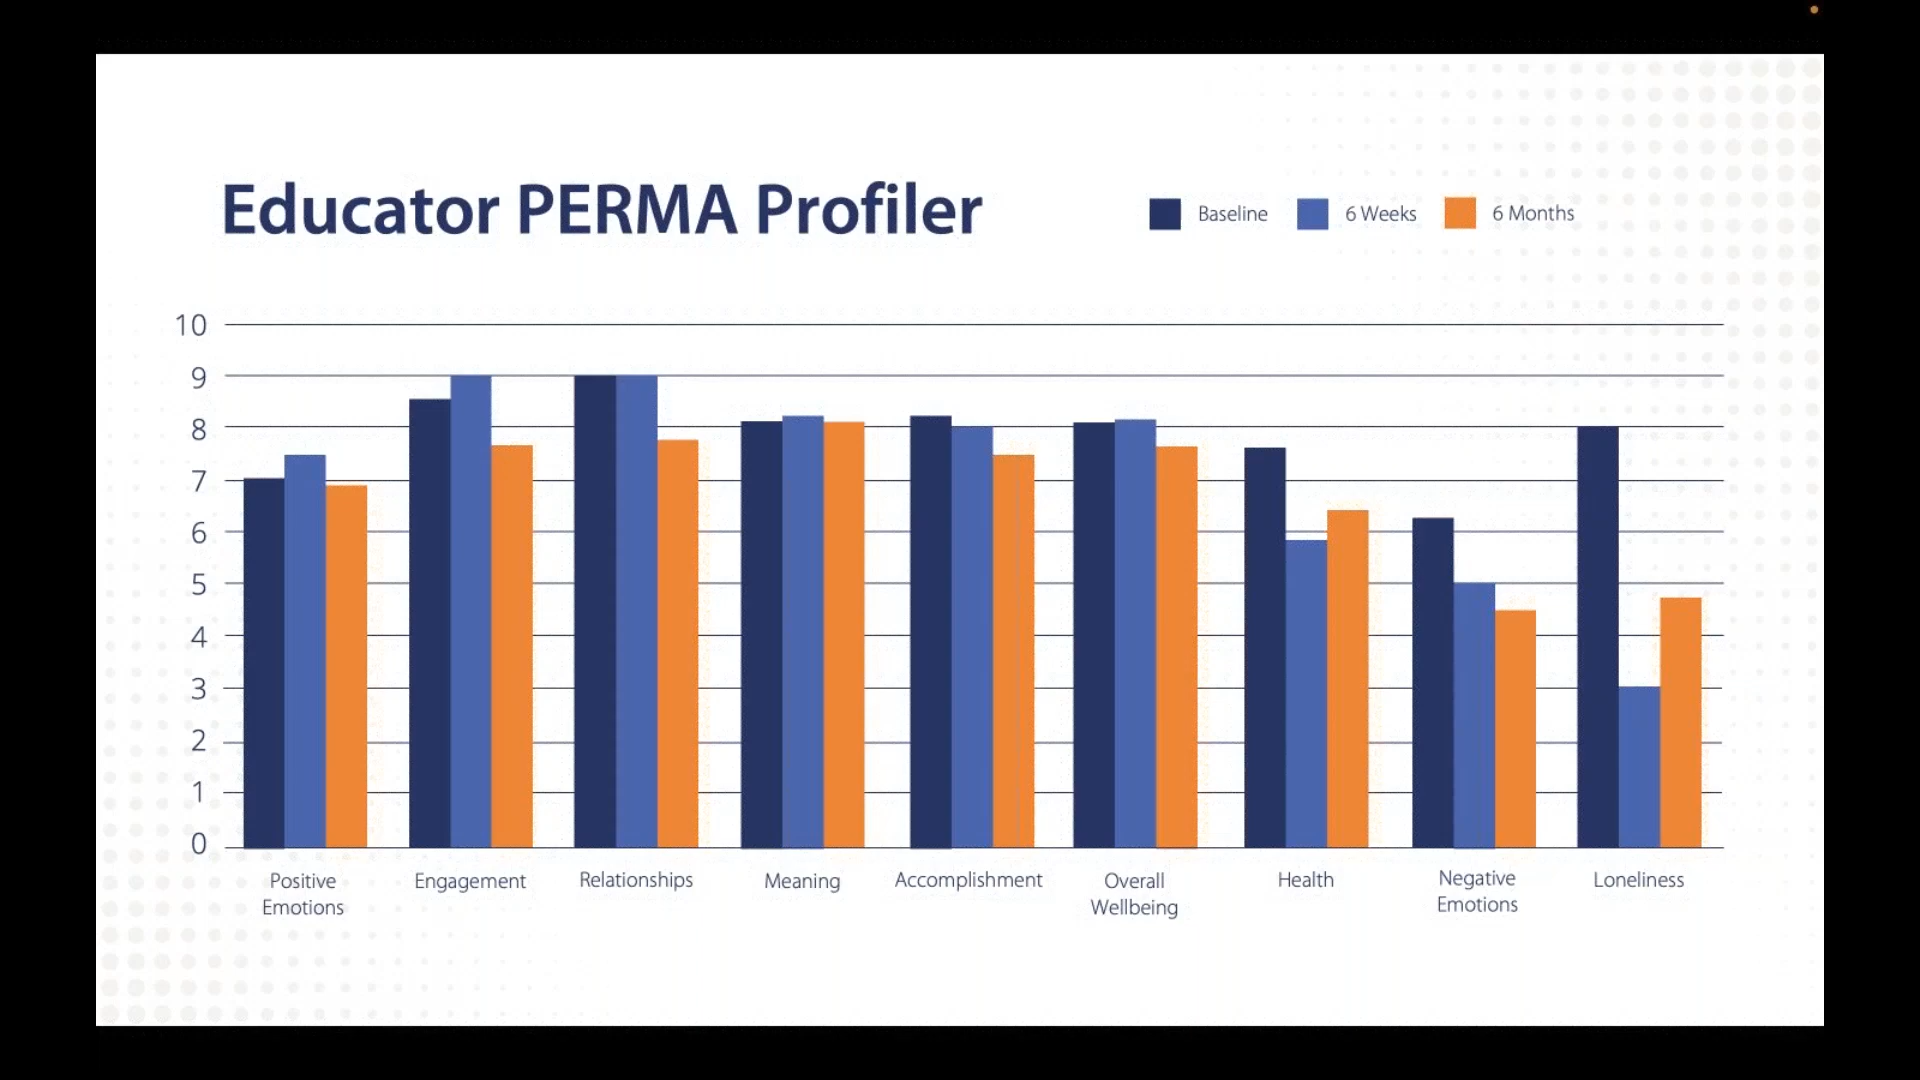 Educator PERMA Profiler
Baseline 6 Weeks 6 Months
10
9
8
7
6
5
4
3
2
1
0
Positive
Emotions
Engagement
Relationships
Meaning
Accomplishment
Overall
Wellbeing
Health
Negative
Emotions
Loneliness